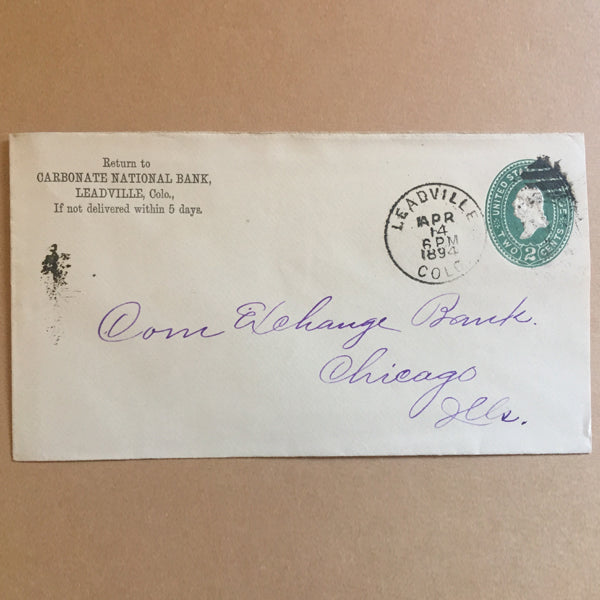 Return to
CARBONATE NATIONAL BANK,
LEADVILLE, Colo.,
If not delivered within 5 days.
LEADVILLE
APR
14
6 PM
1894
COLO
UNITED STATES
TWO 2 CENTS
Corn Exchange Bank.
Chicago
Ills.